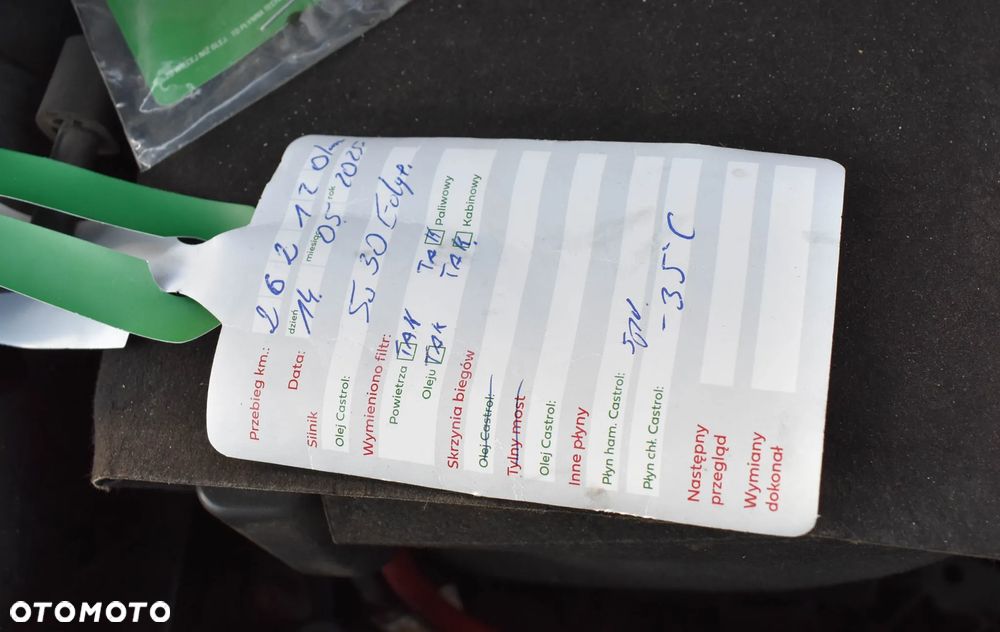 Przebieg km.: 262120 km
Data: dzień 14. miesiąc 05. rok 2025.
Silnik
Olej Castrol: 5W30 Edge.
Wymieniono filtr:
Powietrza TAK TAK Paliwowy
Oleju TAK TAK Kabinowy
Skrzynia biegów
Olej Castrol:
Tylny most
Olej Castrol:
Inne płyny
Płyn ham. Castrol:
Płyn chł. Castrol: -35°C
Następny
przegląd
Wymiany
dokonał
OTOMOTO